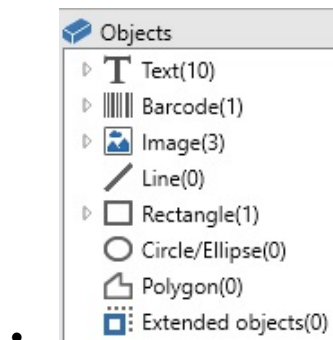 Objects
Text(10)
Barcode(1)
Image(3)
Line(0)
Rectangle(1)
Circle/Ellipse(0)
Polygon(0)
Extended objects(0)